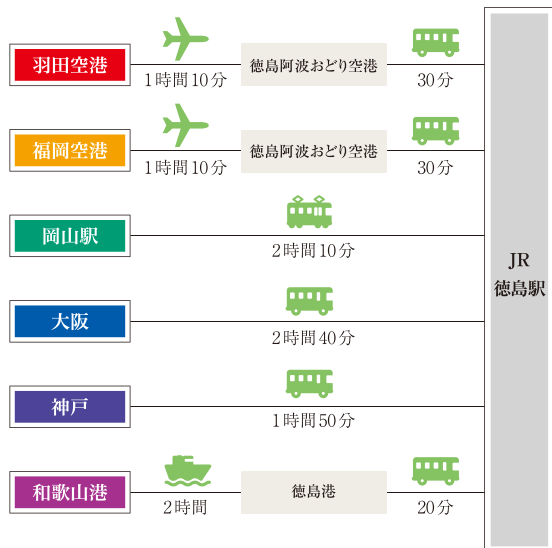 羽田空港
1時間10分
徳島阿波おどり空港
30分
福岡空港
1時間10分
徳島阿波おどり空港
30分
岡山駅
2時間10分
大阪
2時間40分
神戸
1時間50分
和歌山港
2時間
徳島港
20分
JR
徳島駅